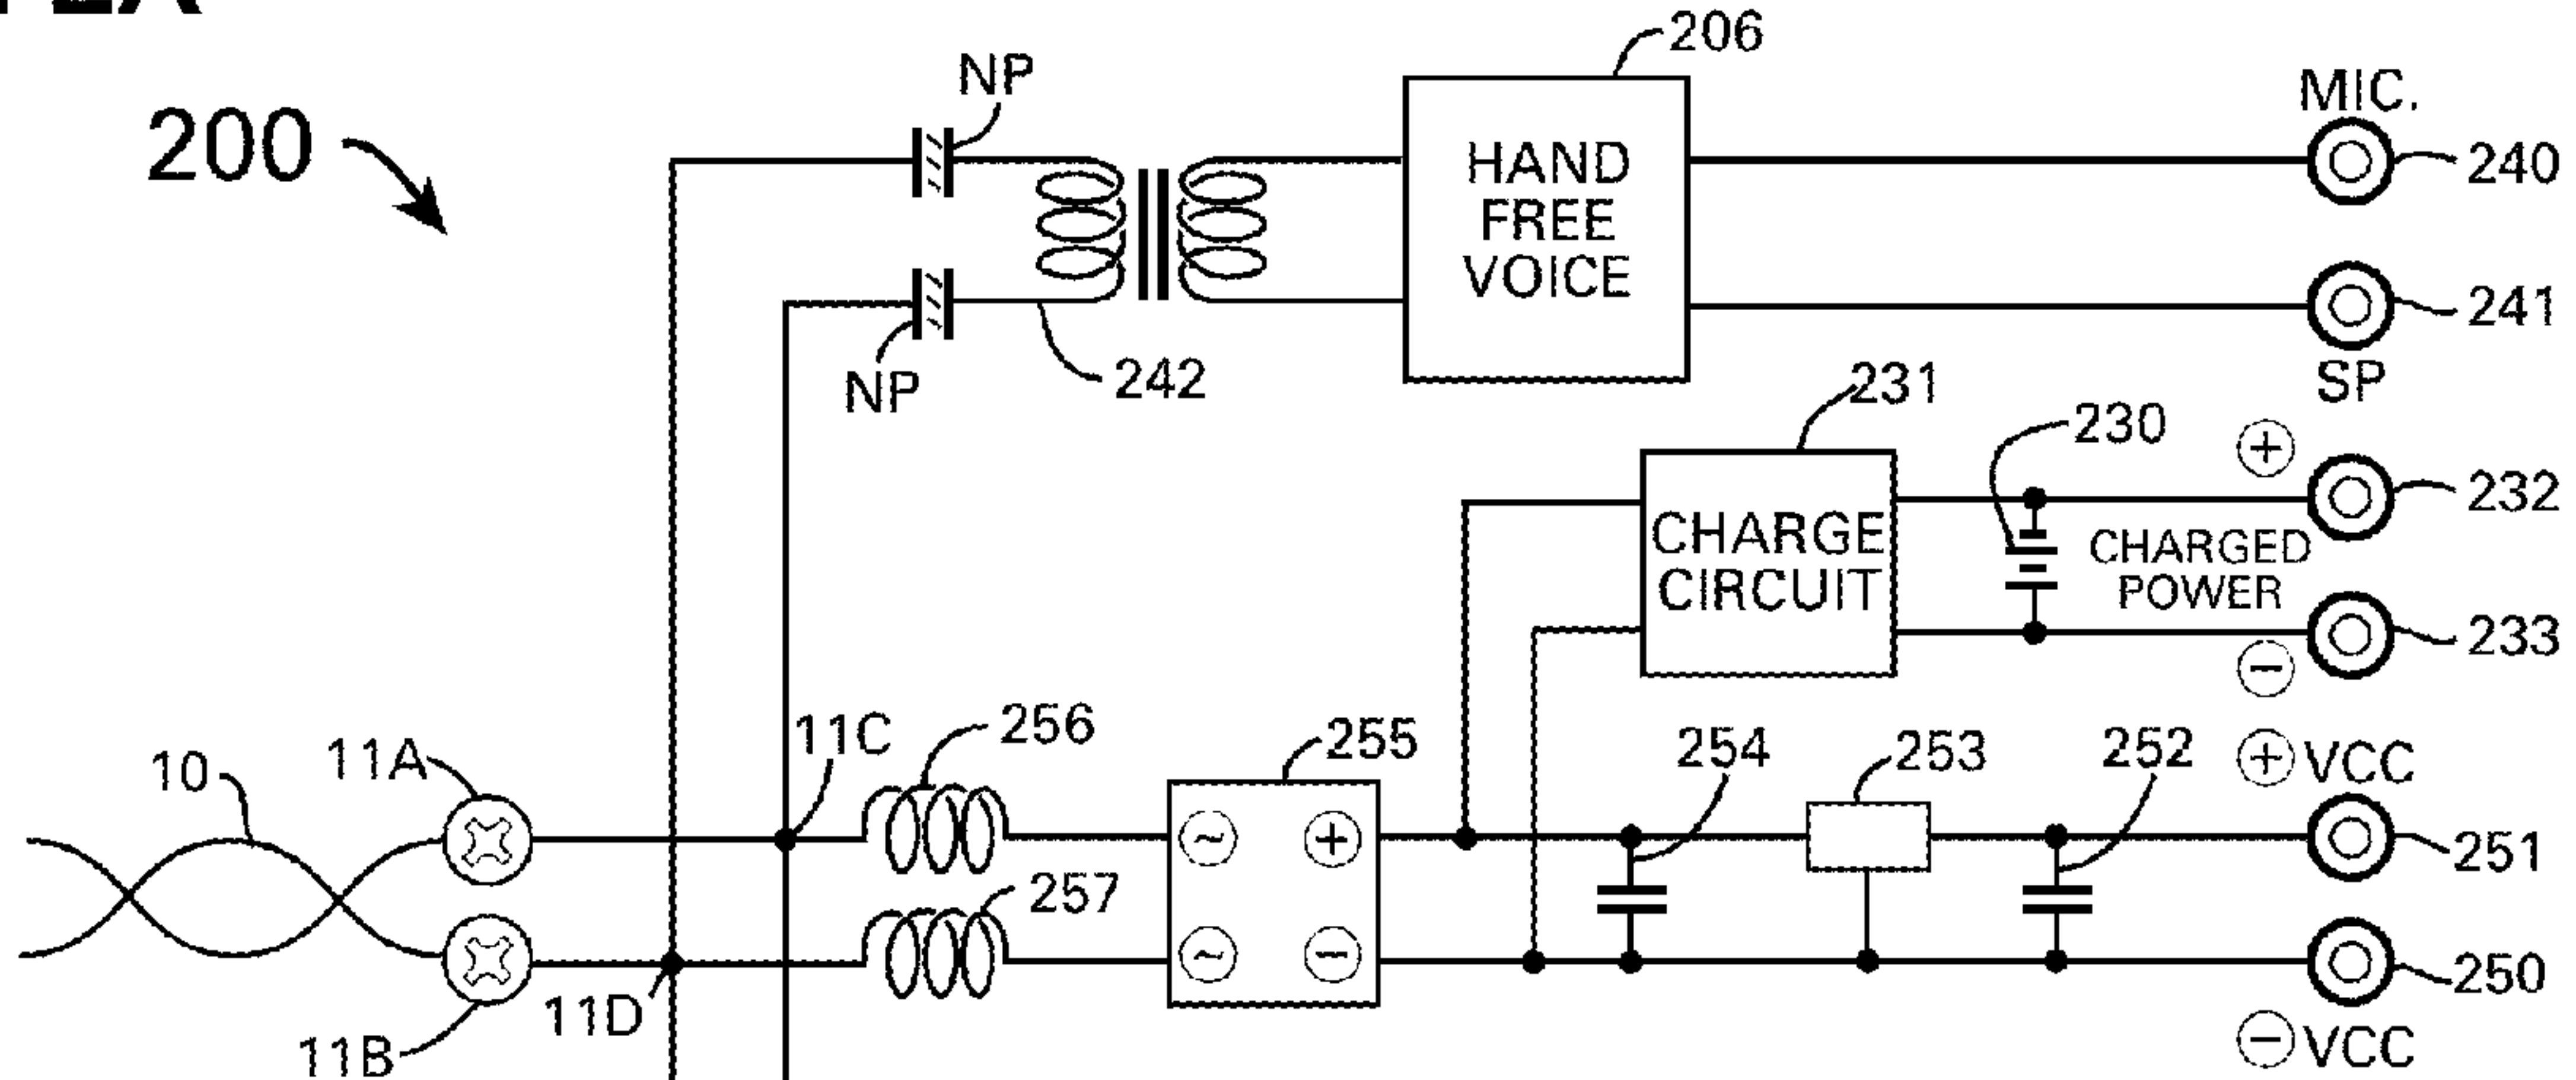 206
NP
MIC.
200
HAND
FREE
VOICE
240
241
NP
242
SP
231
230
+
232
CHARGE
CIRCUIT
CHARGED
POWER
233
−
11C
256
255
254
253
252
+ VCC
10
11A
~
+
251
257
~
−
250
11D
11B
− VCC